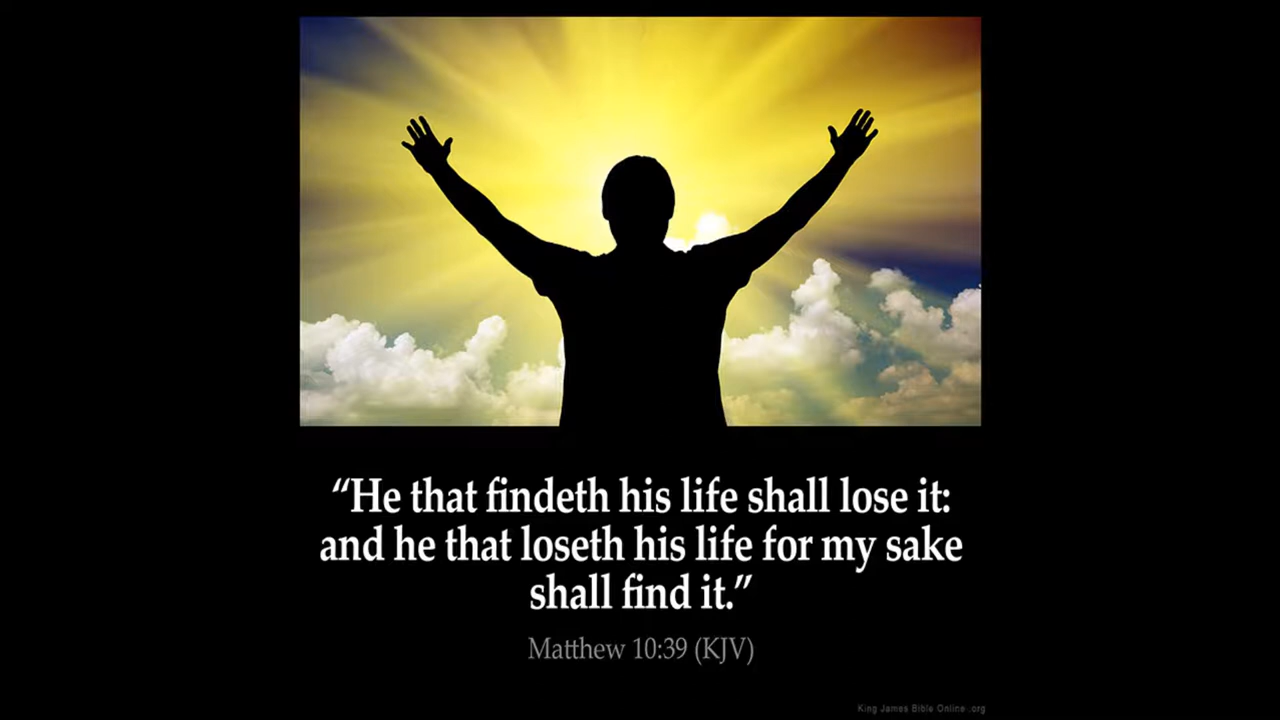 “He that findeth his life shall lose it:
and he that loseth his life for my sake
shall find it.”
Matthew 10:39 (KJV)
King James Bible Online .org